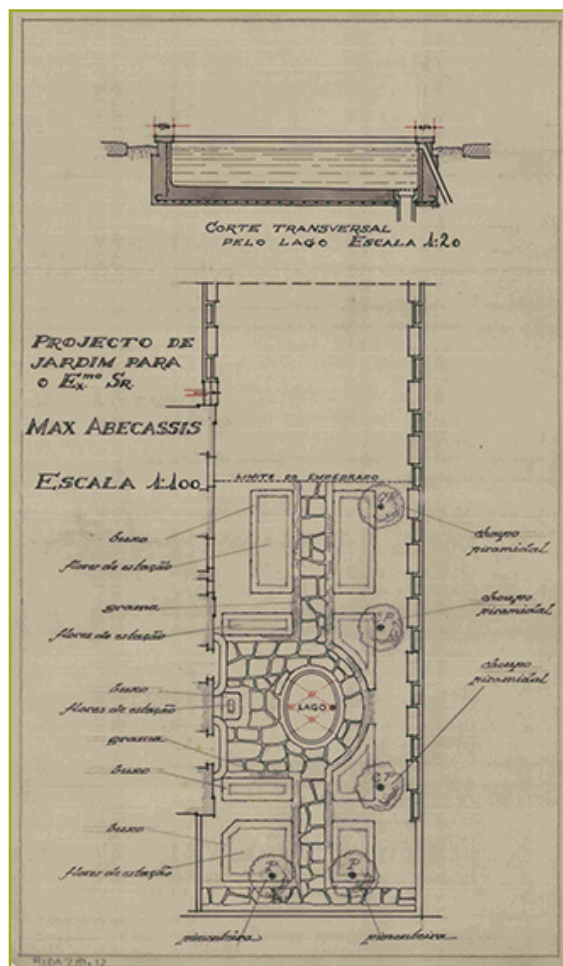 CORTE TRANSVERSAL
PELO LAGO ESCALA 1:20
PROJECTO DE
JARDIM PARA
O Ex.mo SR.
MAX ABECASSIS
ESCALA 1:100
LIMITE DO EMPEDRADO
buxo
flores de estação
grama
flores de estação
buxo
flores de estação
grama
buxo
buxo
flores de estação
choupo
piramidal
choupo
piramidal
choupo
piramidal
C.P.
C.P.
LAGO
P
P
pimenteira
pimenteira